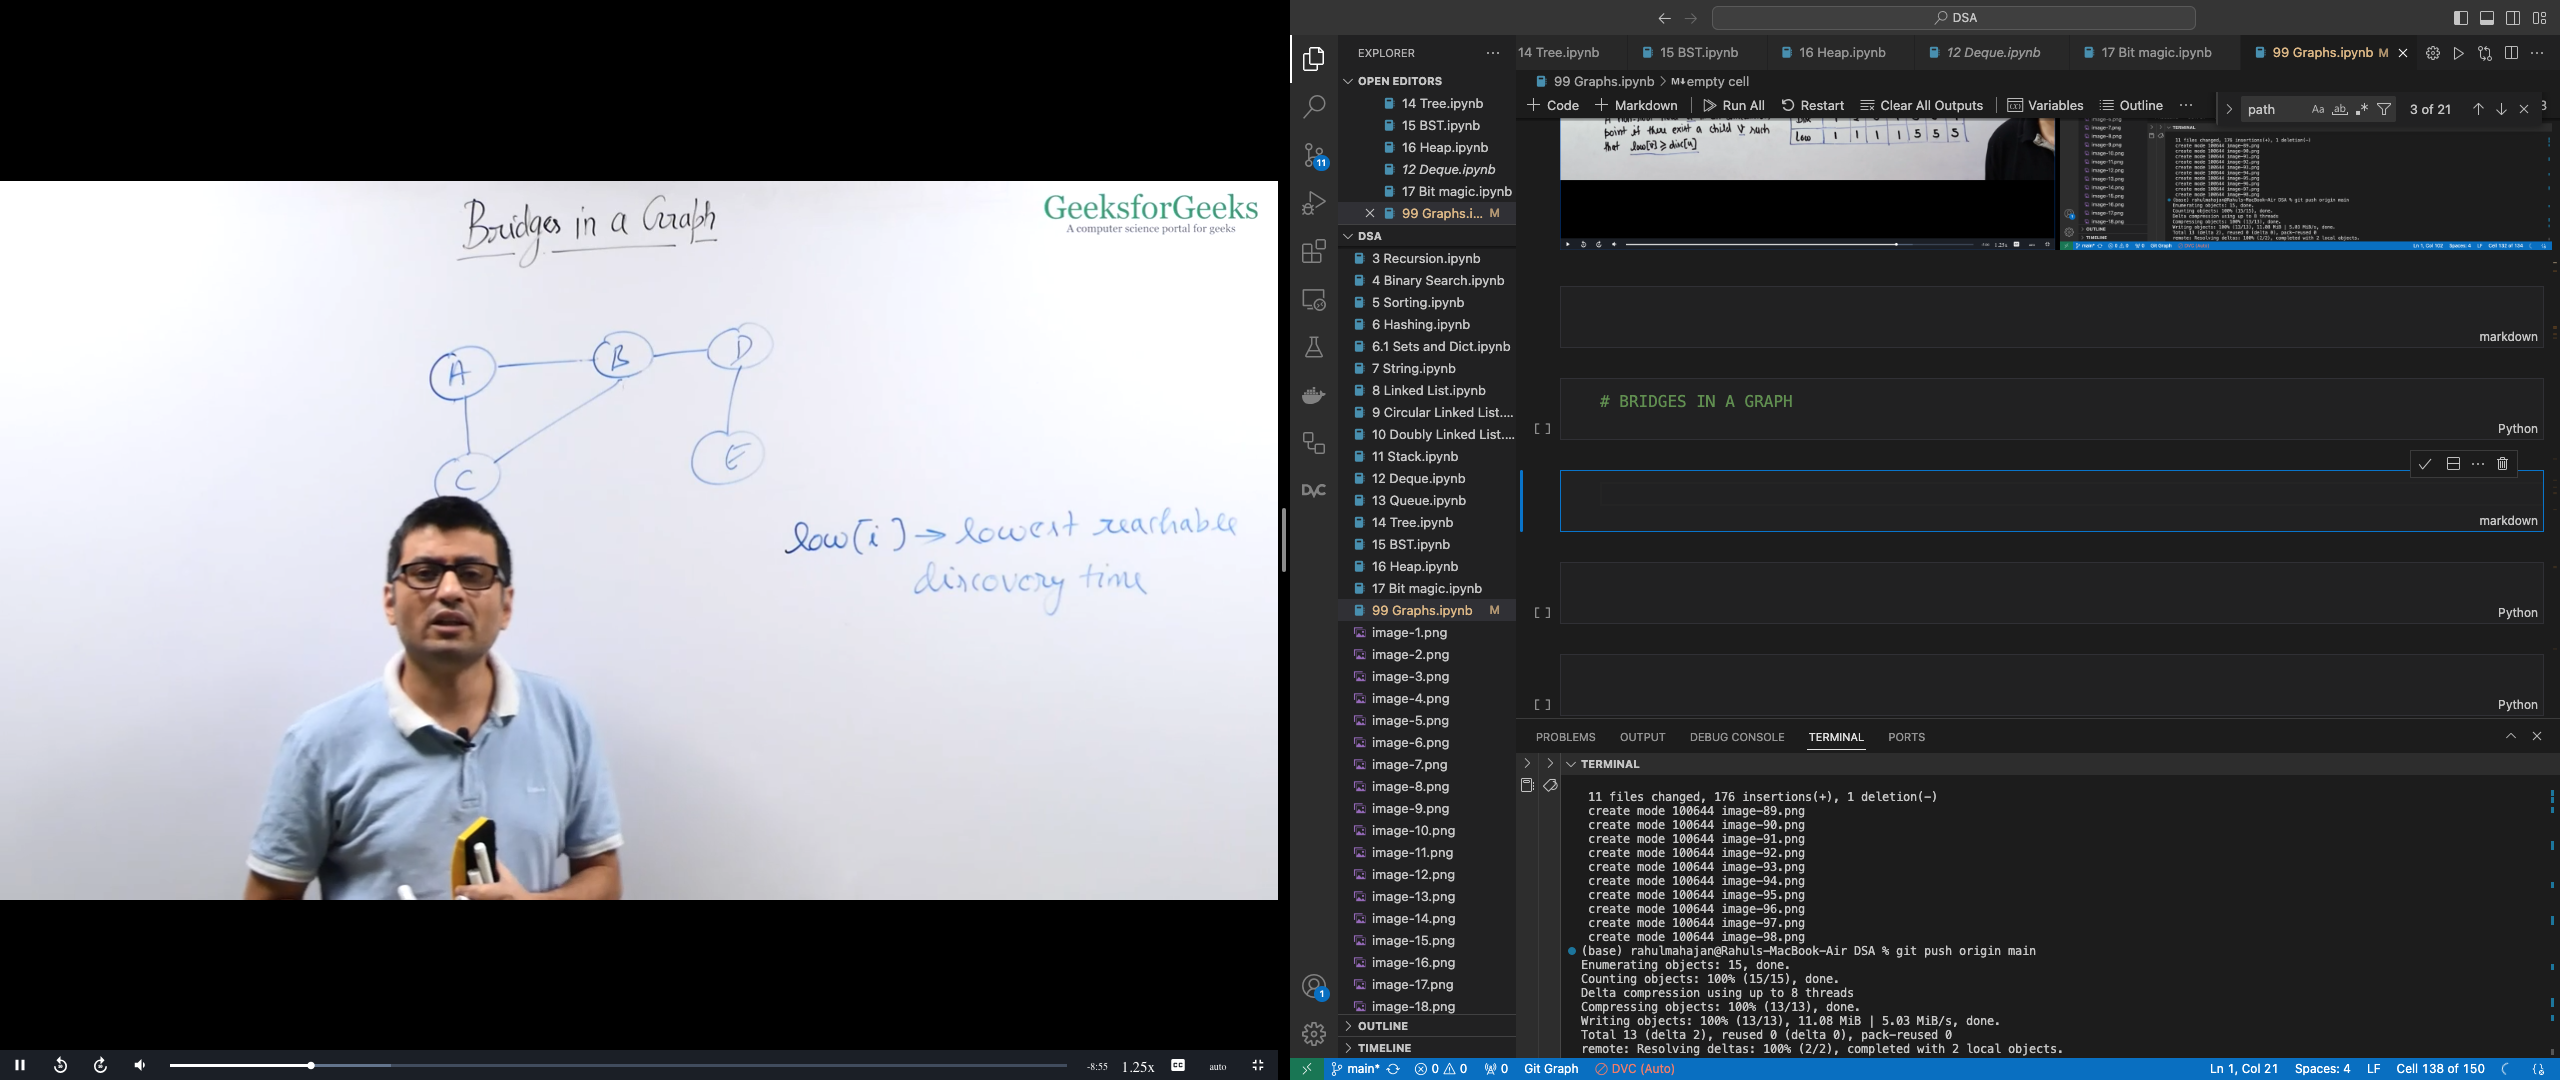 Bridges in a Graph
GeeksforGeeks
A computer science portal for geeks
A
B
D
C
E
low[i] → lowest reachable
discovery time
-8:55
1.25x
CC
auto
DSA
EXPLORER
OPEN EDITORS
14 Tree.ipynb
15 BST.ipynb
16 Heap.ipynb
12 Deque.ipynb
17 Bit magic.ipynb
99 Graphs.i... M
DSA
3 Recursion.ipynb
4 Binary Search.ipynb
5 Sorting.ipynb
6 Hashing.ipynb
6.1 Sets and Dict.ipynb
7 String.ipynb
8 Linked List.ipynb
9 Circular Linked List....
10 Doubly Linked List....
11 Stack.ipynb
12 Deque.ipynb
13 Queue.ipynb
14 Tree.ipynb
15 BST.ipynb
16 Heap.ipynb
17 Bit magic.ipynb
99 Graphs.ipynb M
image-1.png
image-2.png
image-3.png
image-4.png
image-5.png
image-6.png
image-7.png
image-8.png
image-9.png
image-10.png
image-11.png
image-12.png
image-13.png
image-14.png
image-15.png
image-16.png
image-17.png
image-18.png
OUTLINE
TIMELINE
11
DVC
1
14 Tree.ipynb 15 BST.ipynb 16 Heap.ipynb 12 Deque.ipynb 17 Bit magic.ipynb 99 Graphs.ipynb M
99 Graphs.ipynb > M↓ empty cell
+ Code + Markdown Run All Restart Clear All Outputs Variables Outline ...
path Aa ab 3 of 21
point if there exist a child v such
that low[v] ≥ disc[u]
Low 1 1 1 1 5 5 5
markdown
# BRIDGES IN A GRAPH
[ ] Python
markdown
[ ] Python
[ ] Python
PROBLEMS OUTPUT DEBUG CONSOLE TERMINAL PORTS
TERMINAL
11 files changed, 176 insertions(+), 1 deletion(-)
create mode 100644 image-89.png
create mode 100644 image-90.png
create mode 100644 image-91.png
create mode 100644 image-92.png
create mode 100644 image-93.png
create mode 100644 image-94.png
create mode 100644 image-95.png
create mode 100644 image-96.png
create mode 100644 image-97.png
create mode 100644 image-98.png
(base) rahulmahajan@Rahuls-MacBook-Air DSA % git push origin main
Enumerating objects: 15, done.
Counting objects: 100% (15/15), done.
Delta compression using up to 8 threads
Compressing objects: 100% (13/13), done.
Writing objects: 100% (13/13), 11.08 MiB | 5.03 MiB/s, done.
Total 13 (delta 2), reused 0 (delta 0), pack-reused 0
remote: Resolving deltas: 100% (2/2), completed with 2 local objects.
main* 0 0 0 Git Graph DVC (Auto) Ln 1, Col 21 Spaces: 4 LF Cell 138 of 150